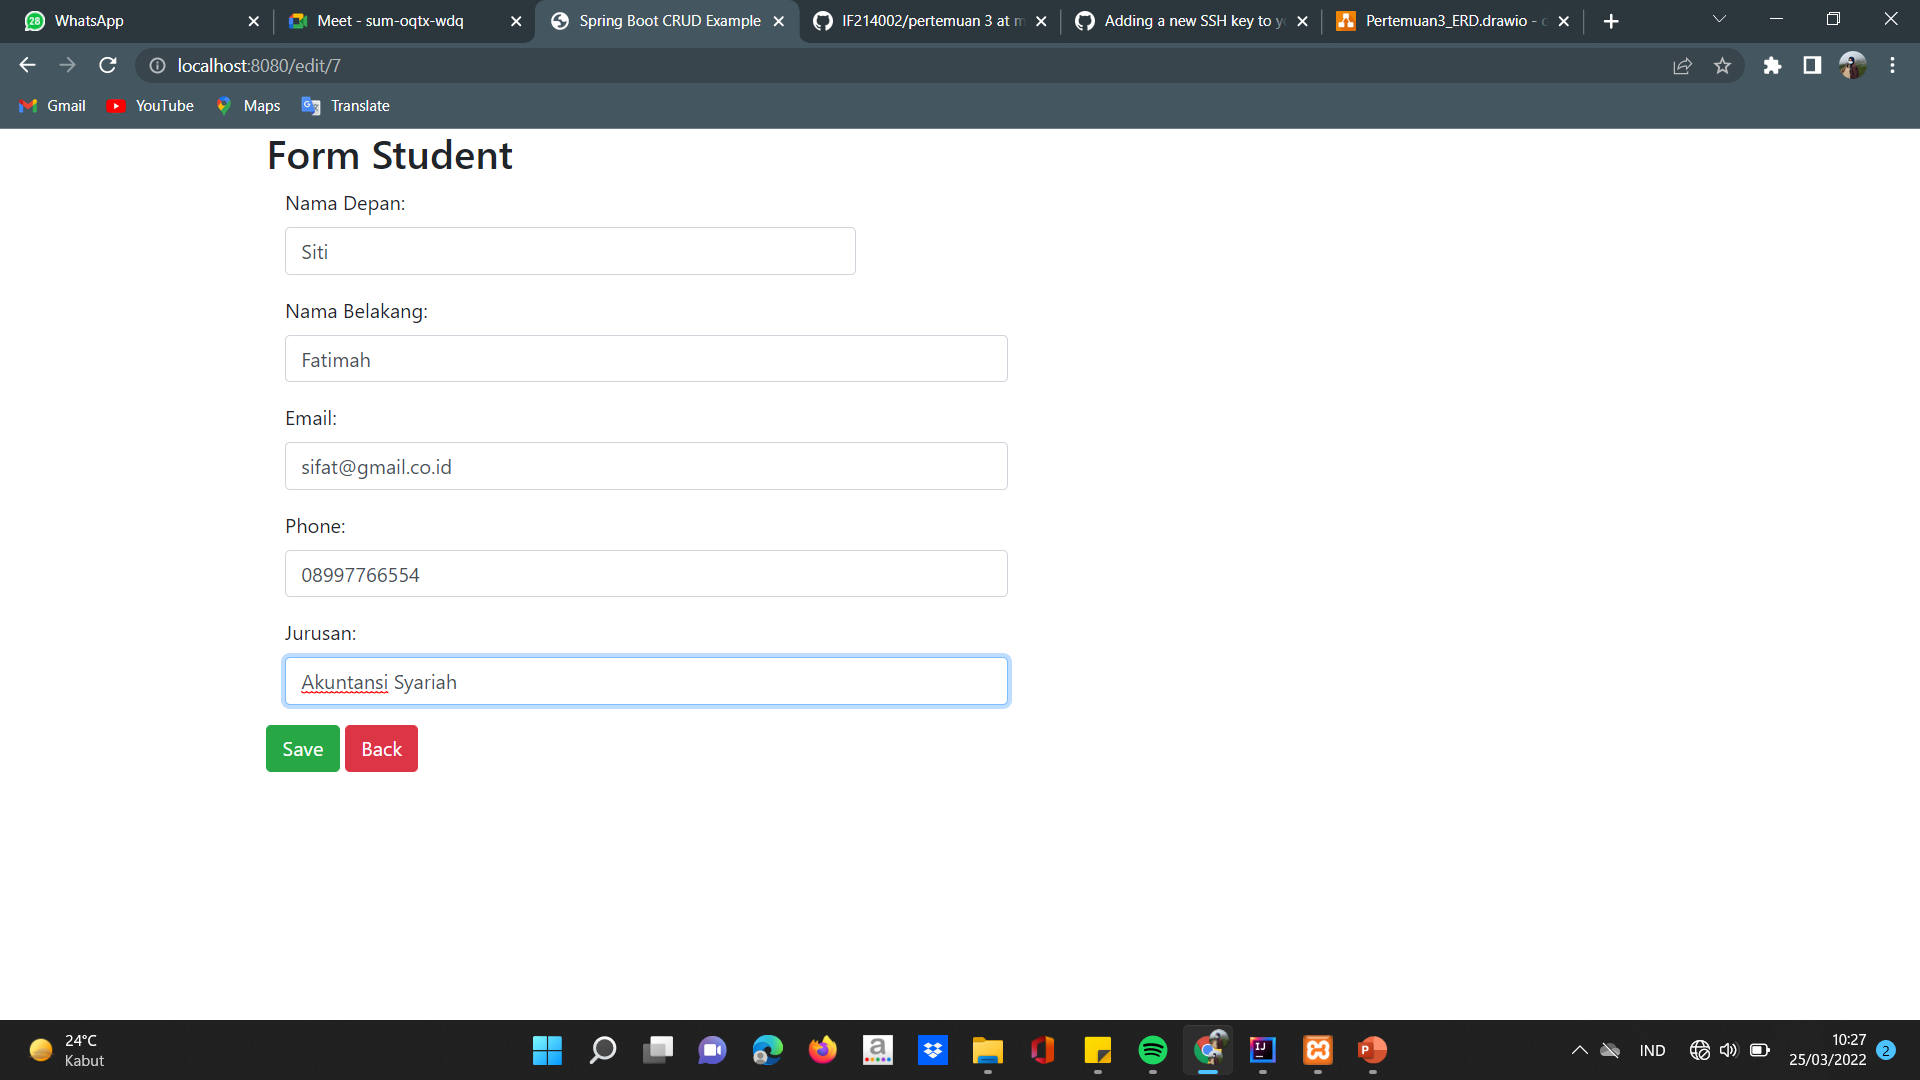 28 WhatsApp
Meet - sum-oqtx-wdq
Spring Boot CRUD Example
IF214002/pertemuan 3 at m
Adding a new SSH key to y
Pertemuan3_ERD.drawio -
localhost:8080/edit/7
Gmail
YouTube
Maps
Translate
Form Student
Nama Depan:
Siti
Nama Belakang:
Fatimah
Email:
sifat@gmail.co.id
Phone:
08997766554
Jurusan:
Akuntansi Syariah
Save
Back
24°C
Kabut
a
IJ
P
IND
10:27
25/03/2022
2